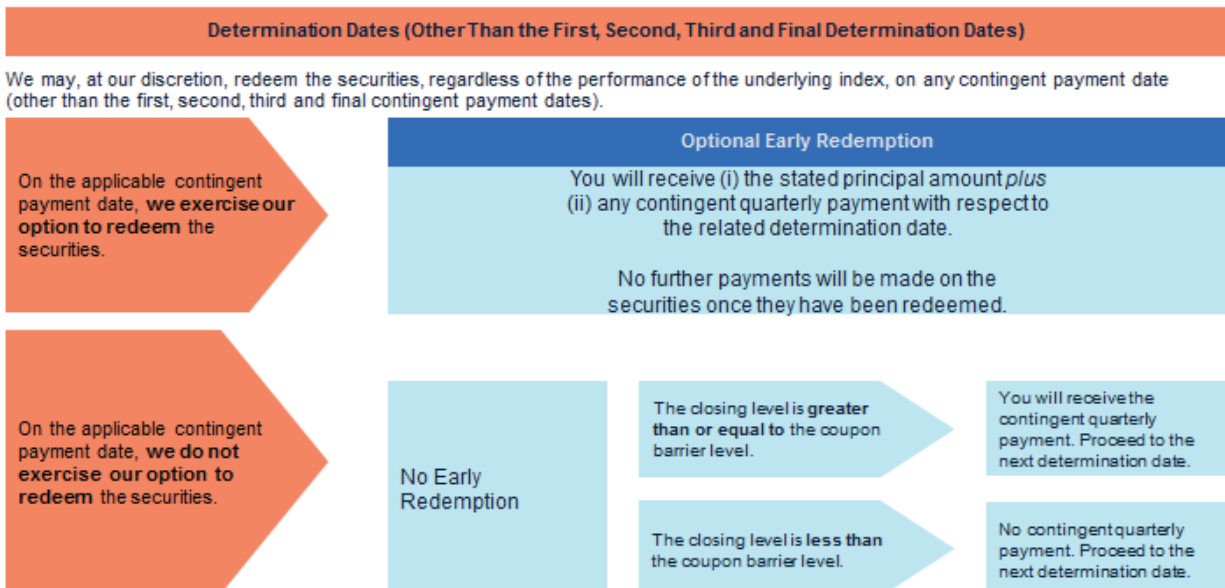 Determination Dates (Other Than the First, Second, Third and Final Determination Dates)
We may, at our discretion, redeem the securities, regardless of the performance of the underlying index, on any contingent payment date
(other than the first, second, third and final contingent payment dates).
On the applicable contingent
payment date, we exercise our
option to redeem the
securities.
Optional Early Redemption
You will receive (i) the stated principal amount plus
(ii) any contingent quarterly payment with respect to
the related determination date.
No further payments will be made on the
securities once they have been redeemed.
On the applicable contingent
payment date, we do not
exercise our option to
redeem the securities.
No Early
Redemption
The closing level is greater
than or equal to the coupon
barrier level.
You will receive the
contingent quarterly
payment. Proceed to the
next determination date.
The closing level is less than
the coupon barrier level.
No contingent quarterly
payment. Proceed to the
next determination date.